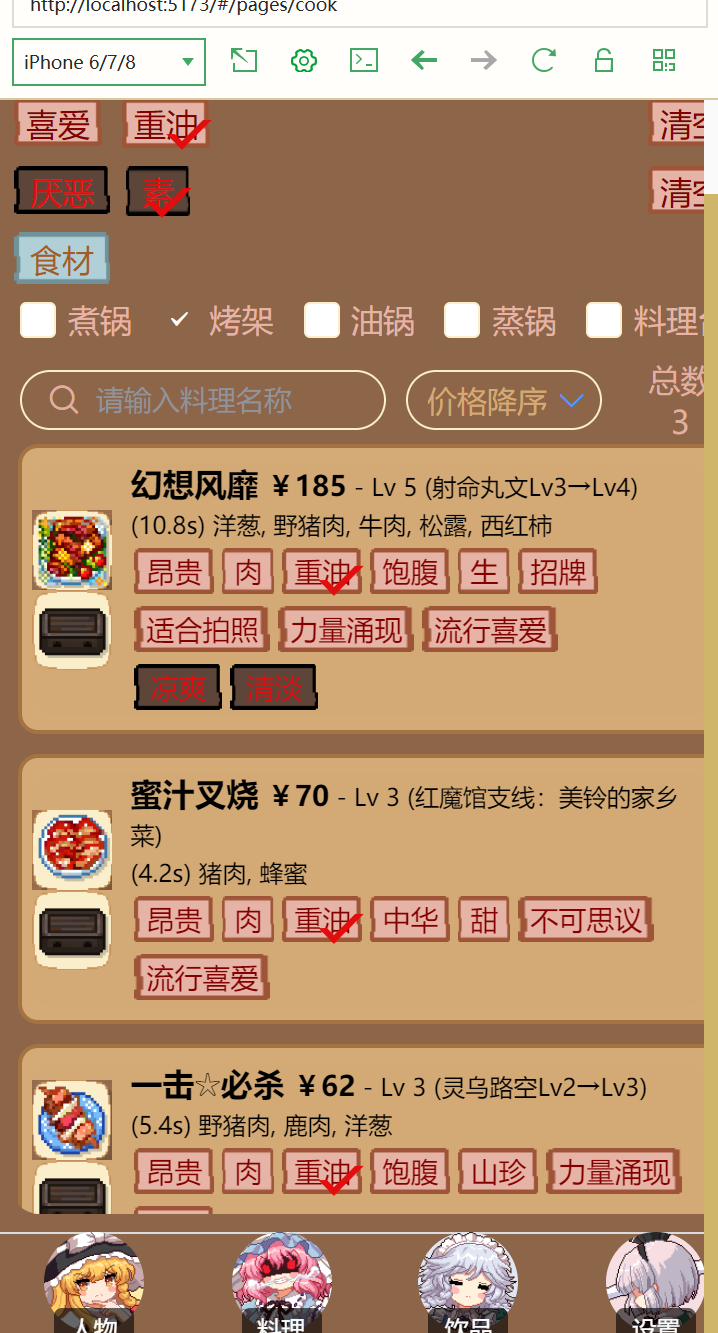 http://localhost:5173/#/pages/cook
iPhone 6/7/8
喜爱 重油 清空
厌恶 素 清空
食材
煮锅 烤架 油锅 蒸锅 料理台
请输入料理名称 价格降序 总数
3
幻想风靡 ￥185 - Lv 5 (射命丸文Lv3→Lv4)
(10.8s) 洋葱, 野猪肉, 牛肉, 松露, 西红柿
昂贵 肉 重油 饱腹 生 招牌
适合拍照 力量涌现 流行喜爱
凉爽 清淡
蜜汁叉烧 ￥70 - Lv 3 (红魔馆支线：美铃的家乡
菜)
(4.2s) 猪肉, 蜂蜜
昂贵 肉 重油 中华 甜 不可思议
流行喜爱
一击☆必杀 ￥62 - Lv 3 (灵乌路空Lv2→Lv3)
(5.4s) 野猪肉, 鹿肉, 洋葱
昂贵 肉 重油 饱腹 山珍 力量涌现
人物 料理 饮品 设置